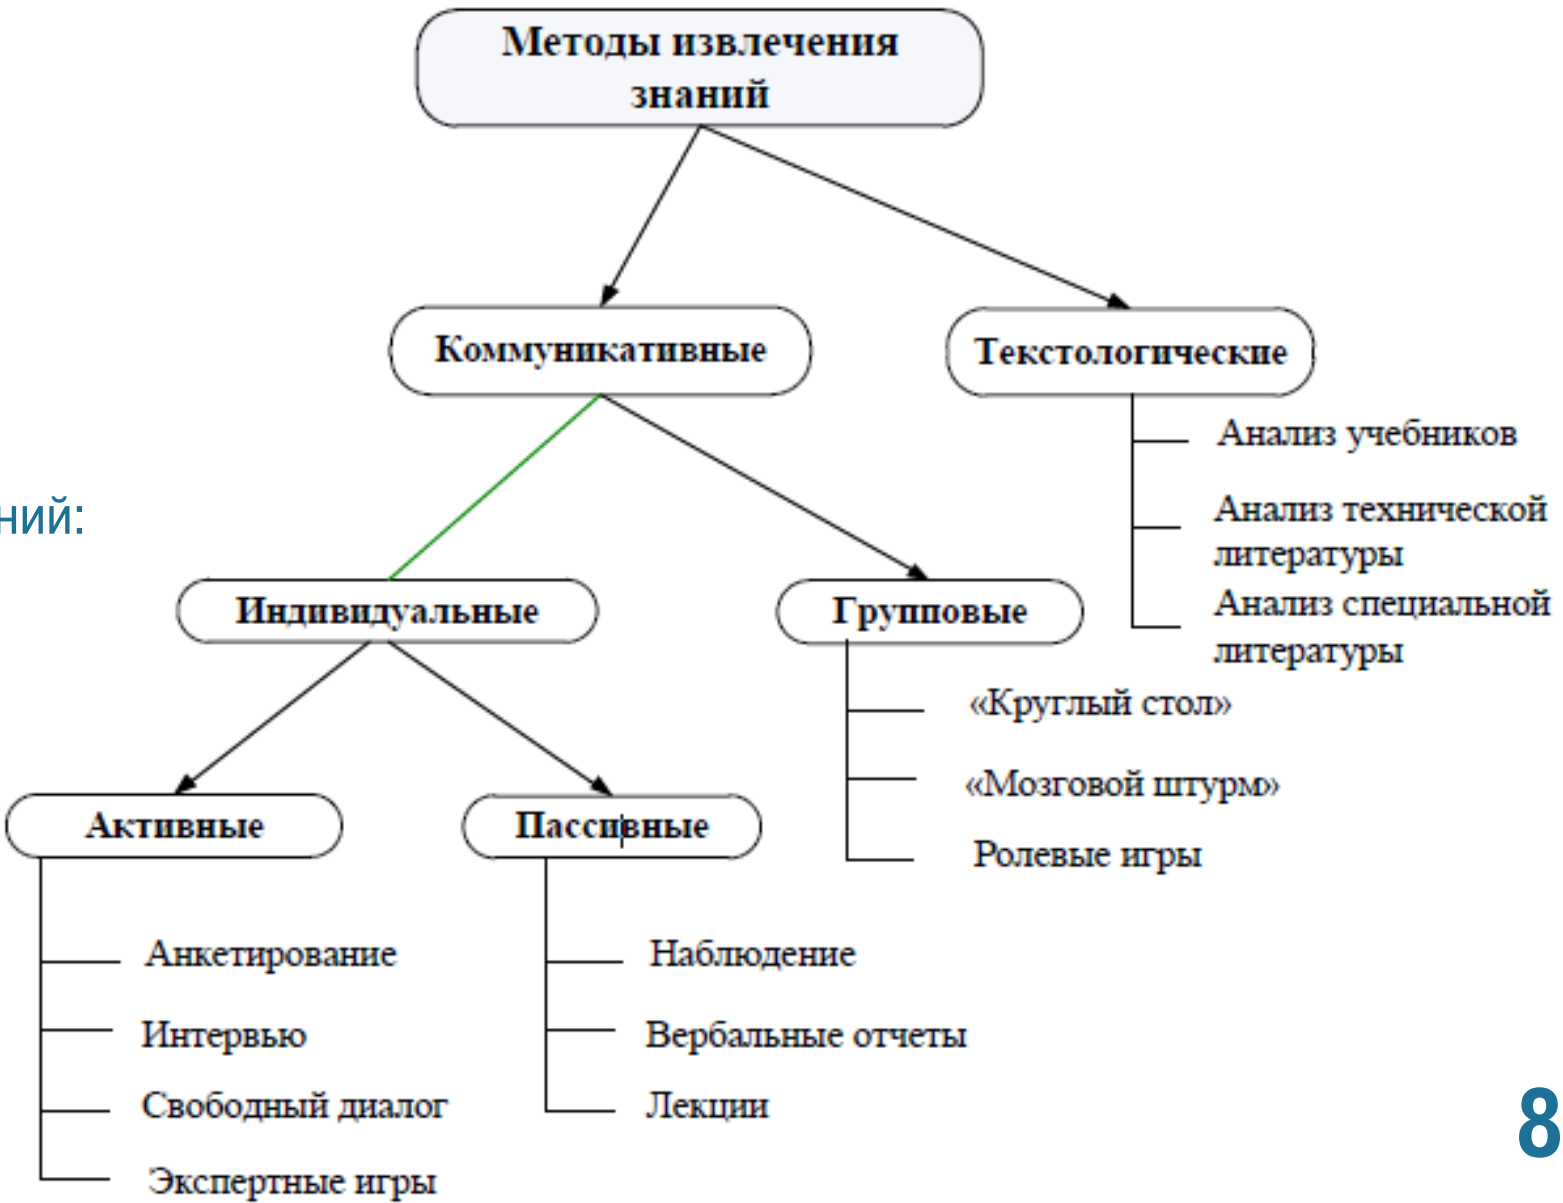 Методы извлечения
знаний
Коммуникативные
Текстологические
Анализ учебников
Анализ технической
литературы
Анализ специальной
литературы
ний:
Индивидуальные
Групповые
«Круглый стол»
«Мозговой штурм»
Ролевые игры
Активные
Пассивные
Анкетирование
Интервью
Свободный диалог
Экспертные игры
Наблюдение
Вербальные отчеты
Лекции
8